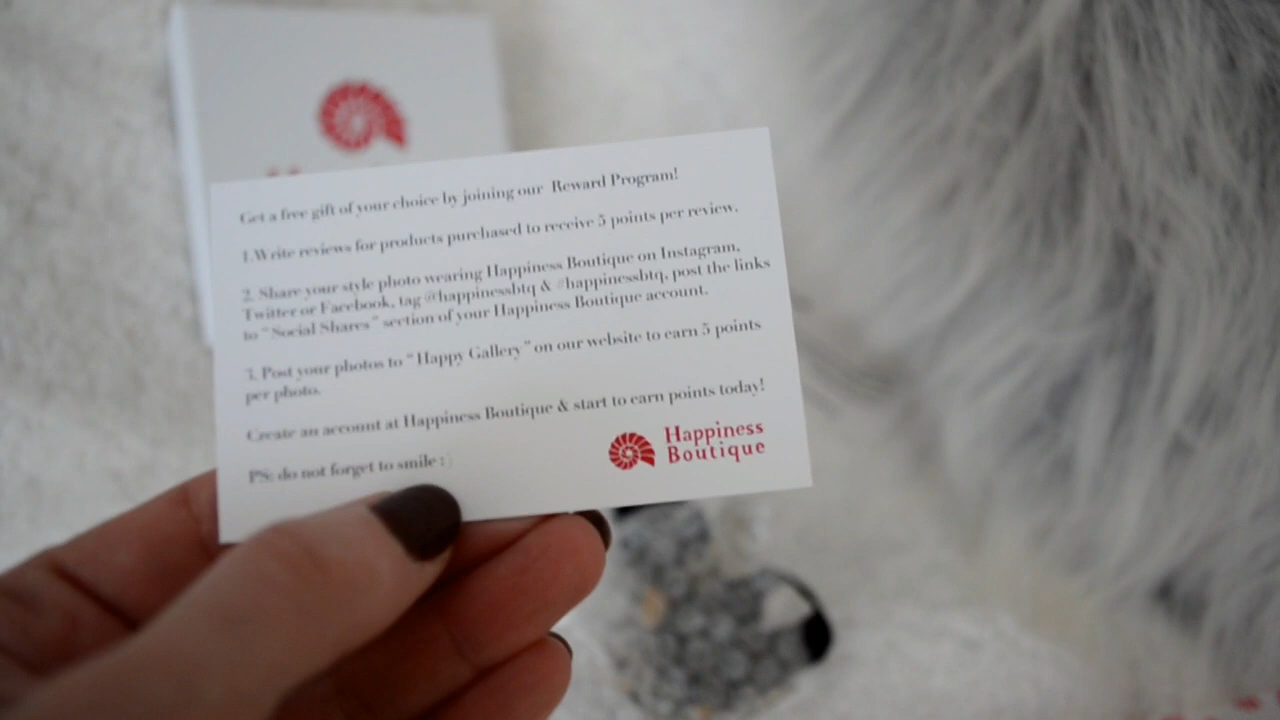 Get a free gift of your choice by joining our Reward Program!
1.Write reviews for products purchased to receive 5 points per review.
2. Share your style photo wearing Happiness Boutique on Instagram,
Twitter or Facebook, tag @happinessbtq & #happinessbtq, post the links
to “Social Shares” section of your Happiness Boutique account.
3. Post your photos to “Happy Gallery” on our website to earn 5 points
per photo.
Create an account at Happiness Boutique & start to earn points today!
PS: do not forget to smile :)
Happiness
Boutique